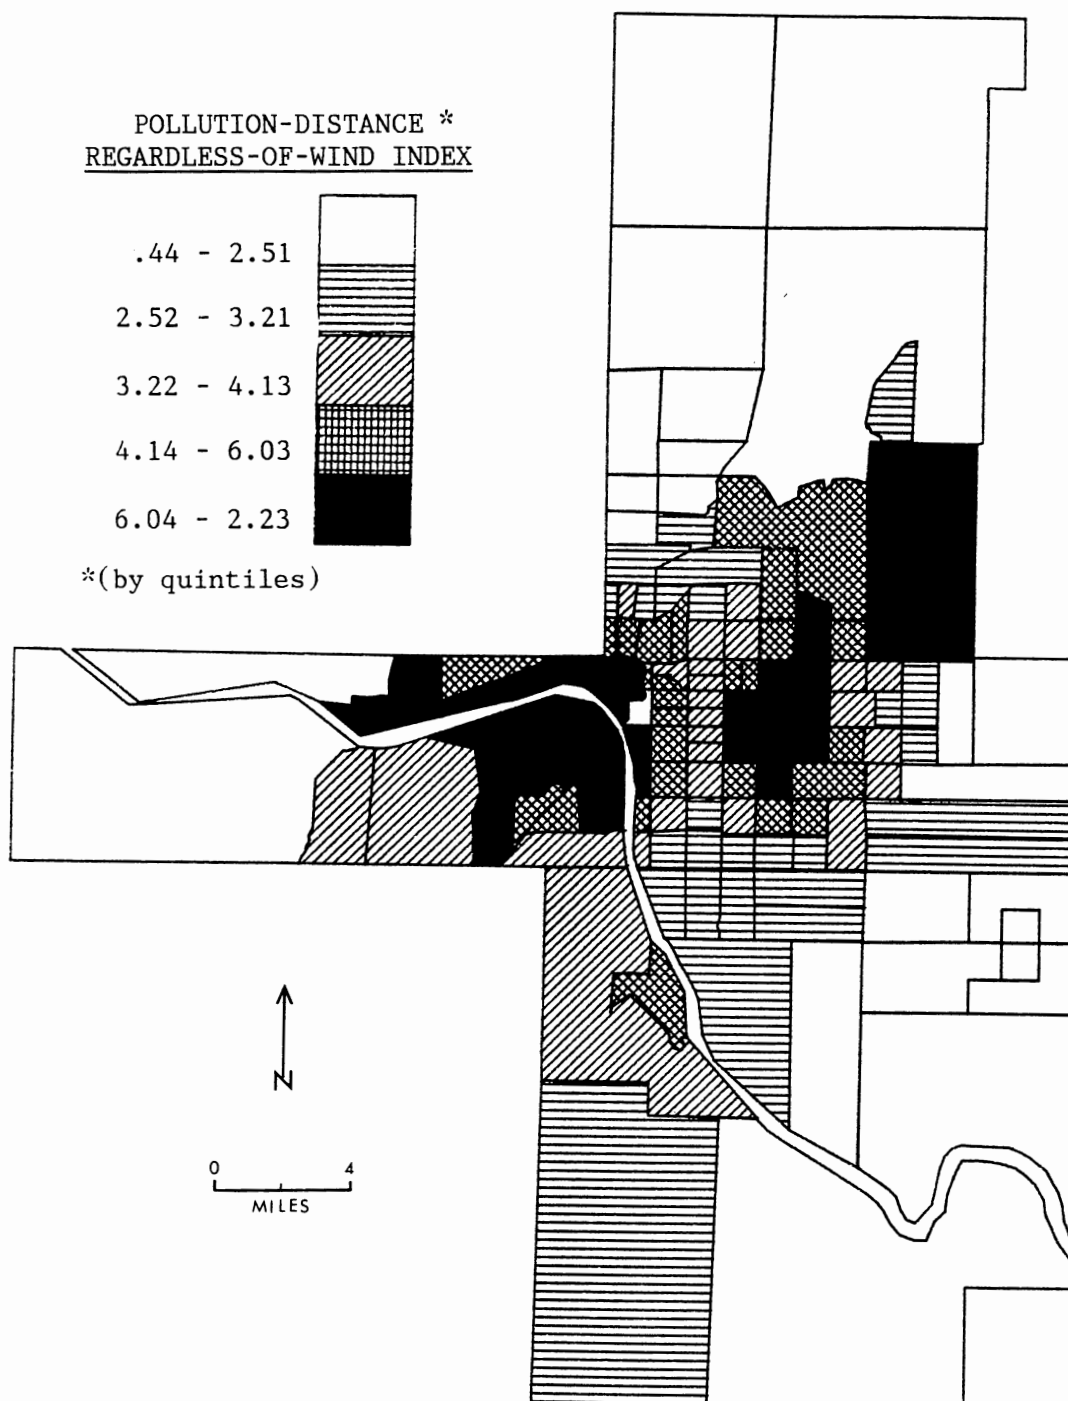 POLLUTION-DISTANCE *
REGARDLESS-OF-WIND INDEX
.44 - 2.51
2.52 - 3.21
3.22 - 4.13
4.14 - 6.03
6.04 - 2.23
*(by quintiles)
N
0 4
MILES